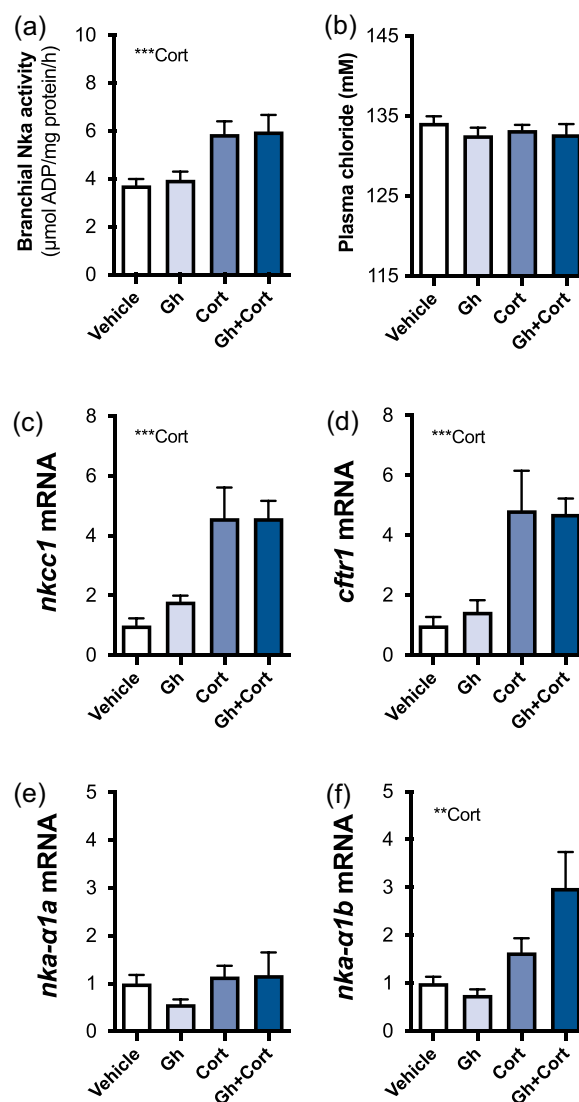 (a)
Branchial Nka activity
(μmol ADP/mg protein/h)
***Cort
10
8
6
4
2
0
Vehicle
Gh
Cort
Gh+Cort
(b)
Plasma chloride (mM)
145
135
125
115
Vehicle
Gh
Cort
Gh+Cort
(c)
nkcc1 mRNA
***Cort
8
6
4
2
0
Vehicle
Gh
Cort
Gh+Cort
(d)
cftr1 mRNA
***Cort
8
6
4
2
0
Vehicle
Gh
Cort
Gh+Cort
(e)
nka-α1a mRNA
5
4
3
2
1
0
Vehicle
Gh
Cort
Gh+Cort
(f)
nka-α1b mRNA
**Cort
5
4
3
2
1
0
Vehicle
Gh
Cort
Gh+Cort